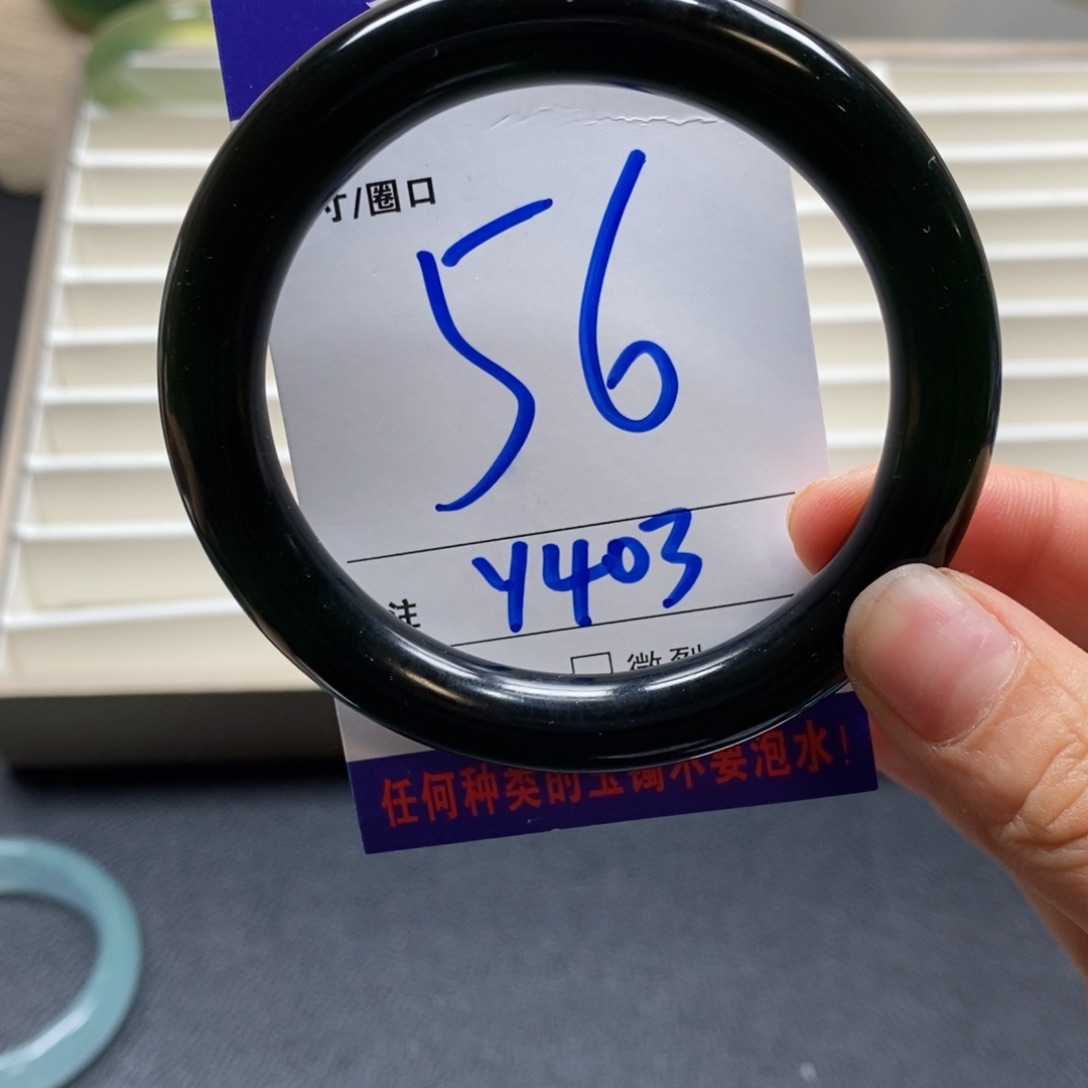 寸/圈口
56
注 Y403
微裂
任何种类的玉镯不要泡水!